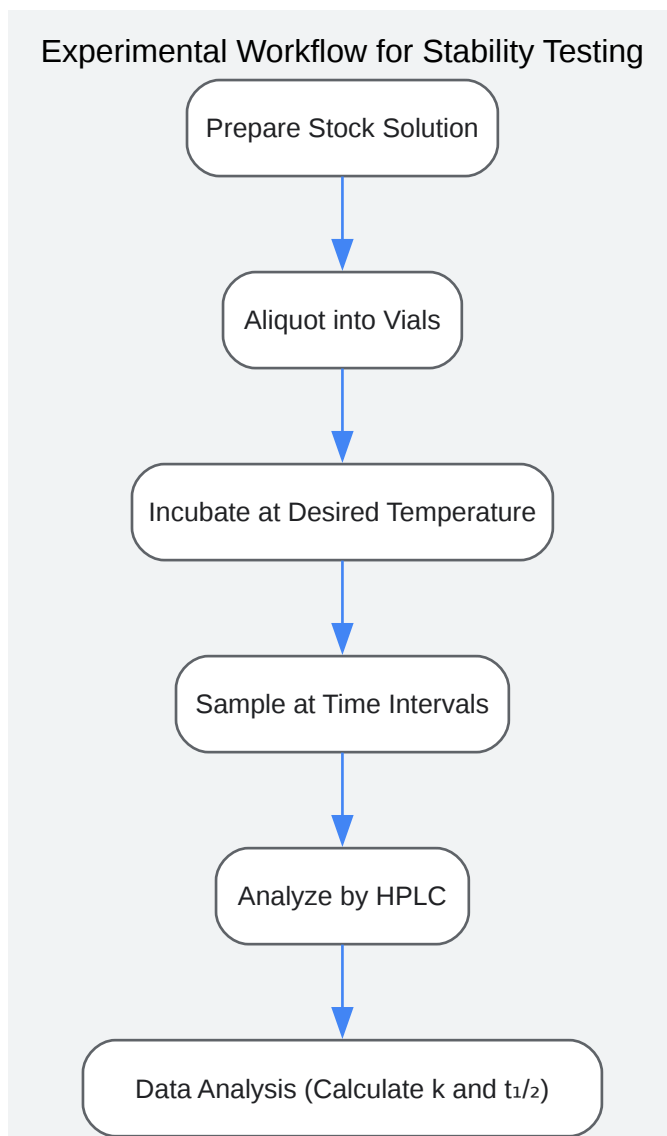 Experimental Workflow for Stability Testing
Prepare Stock Solution
Aliquot into Vials
Incubate at Desired Temperature
Sample at Time Intervals
Analyze by HPLC
Data Analysis (Calculate k and t₁/₂)